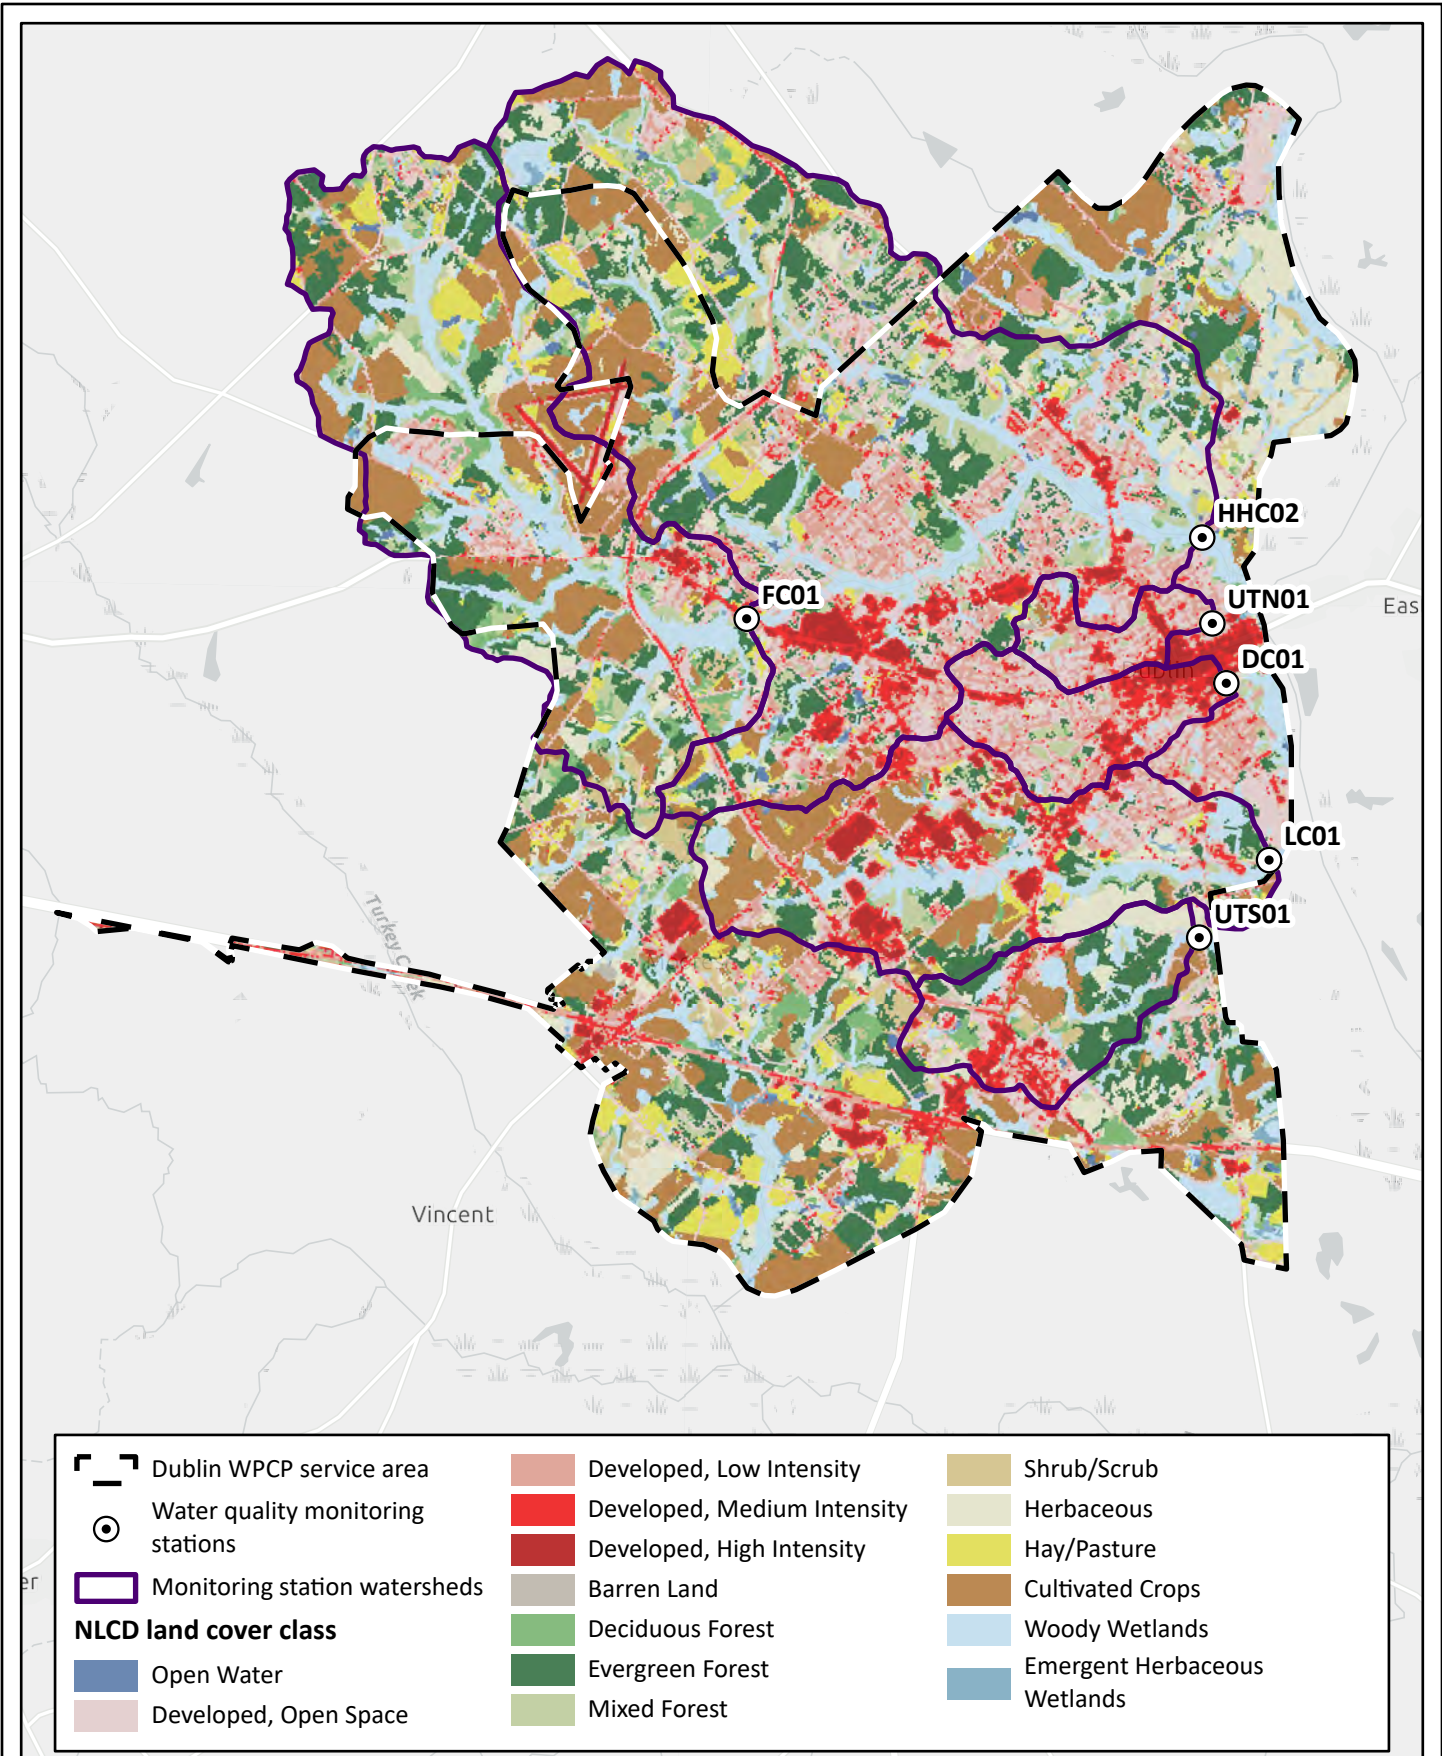 HHC02
FC01
UTN01
Eas
DC01
Dublin
LC01
UTS01
Turkey Creek
Vincent
er
Dublin WPCP service area
Water quality monitoring
stations
Monitoring station watersheds
NLCD land cover class
Open Water
Developed, Open Space
Developed, Low Intensity
Developed, Medium Intensity
Developed, High Intensity
Barren Land
Deciduous Forest
Evergreen Forest
Mixed Forest
Shrub/Scrub
Herbaceous
Hay/Pasture
Cultivated Crops
Woody Wetlands
Emergent Herbaceous
Wetlands